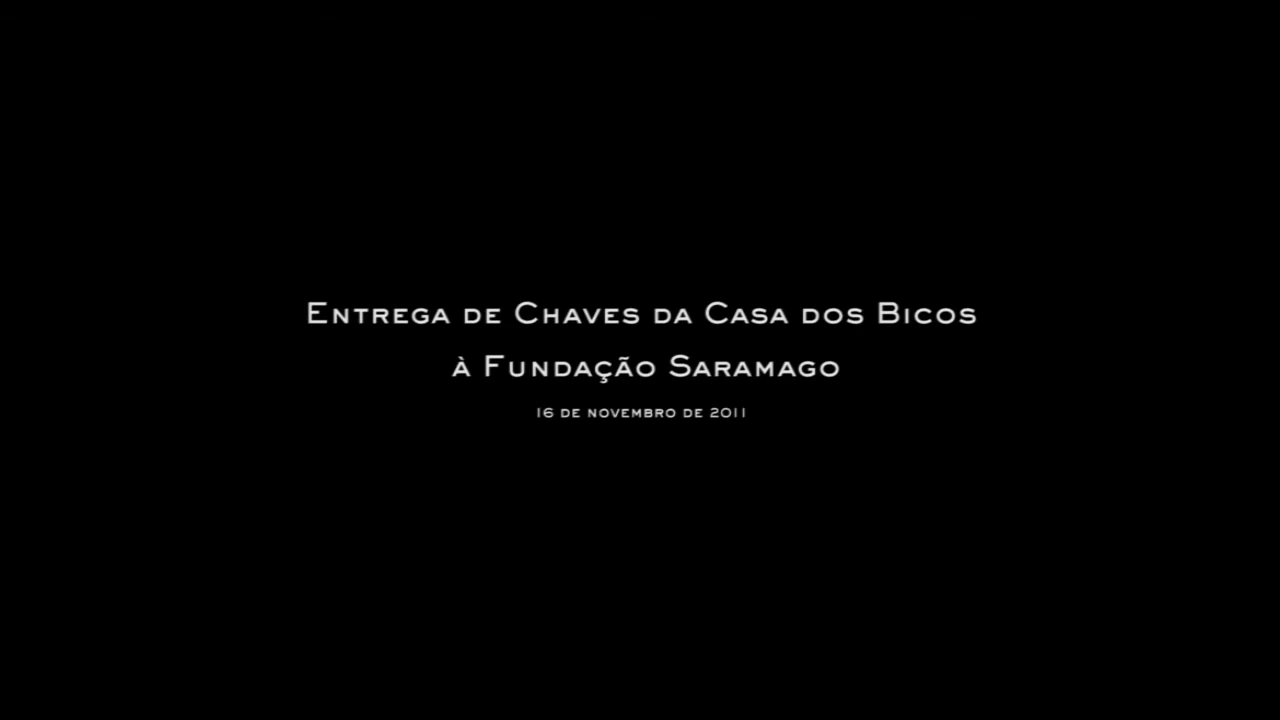 Entrega de Chaves da Casa dos Bicos
à Fundação Saramago
16 de novembro de 2011